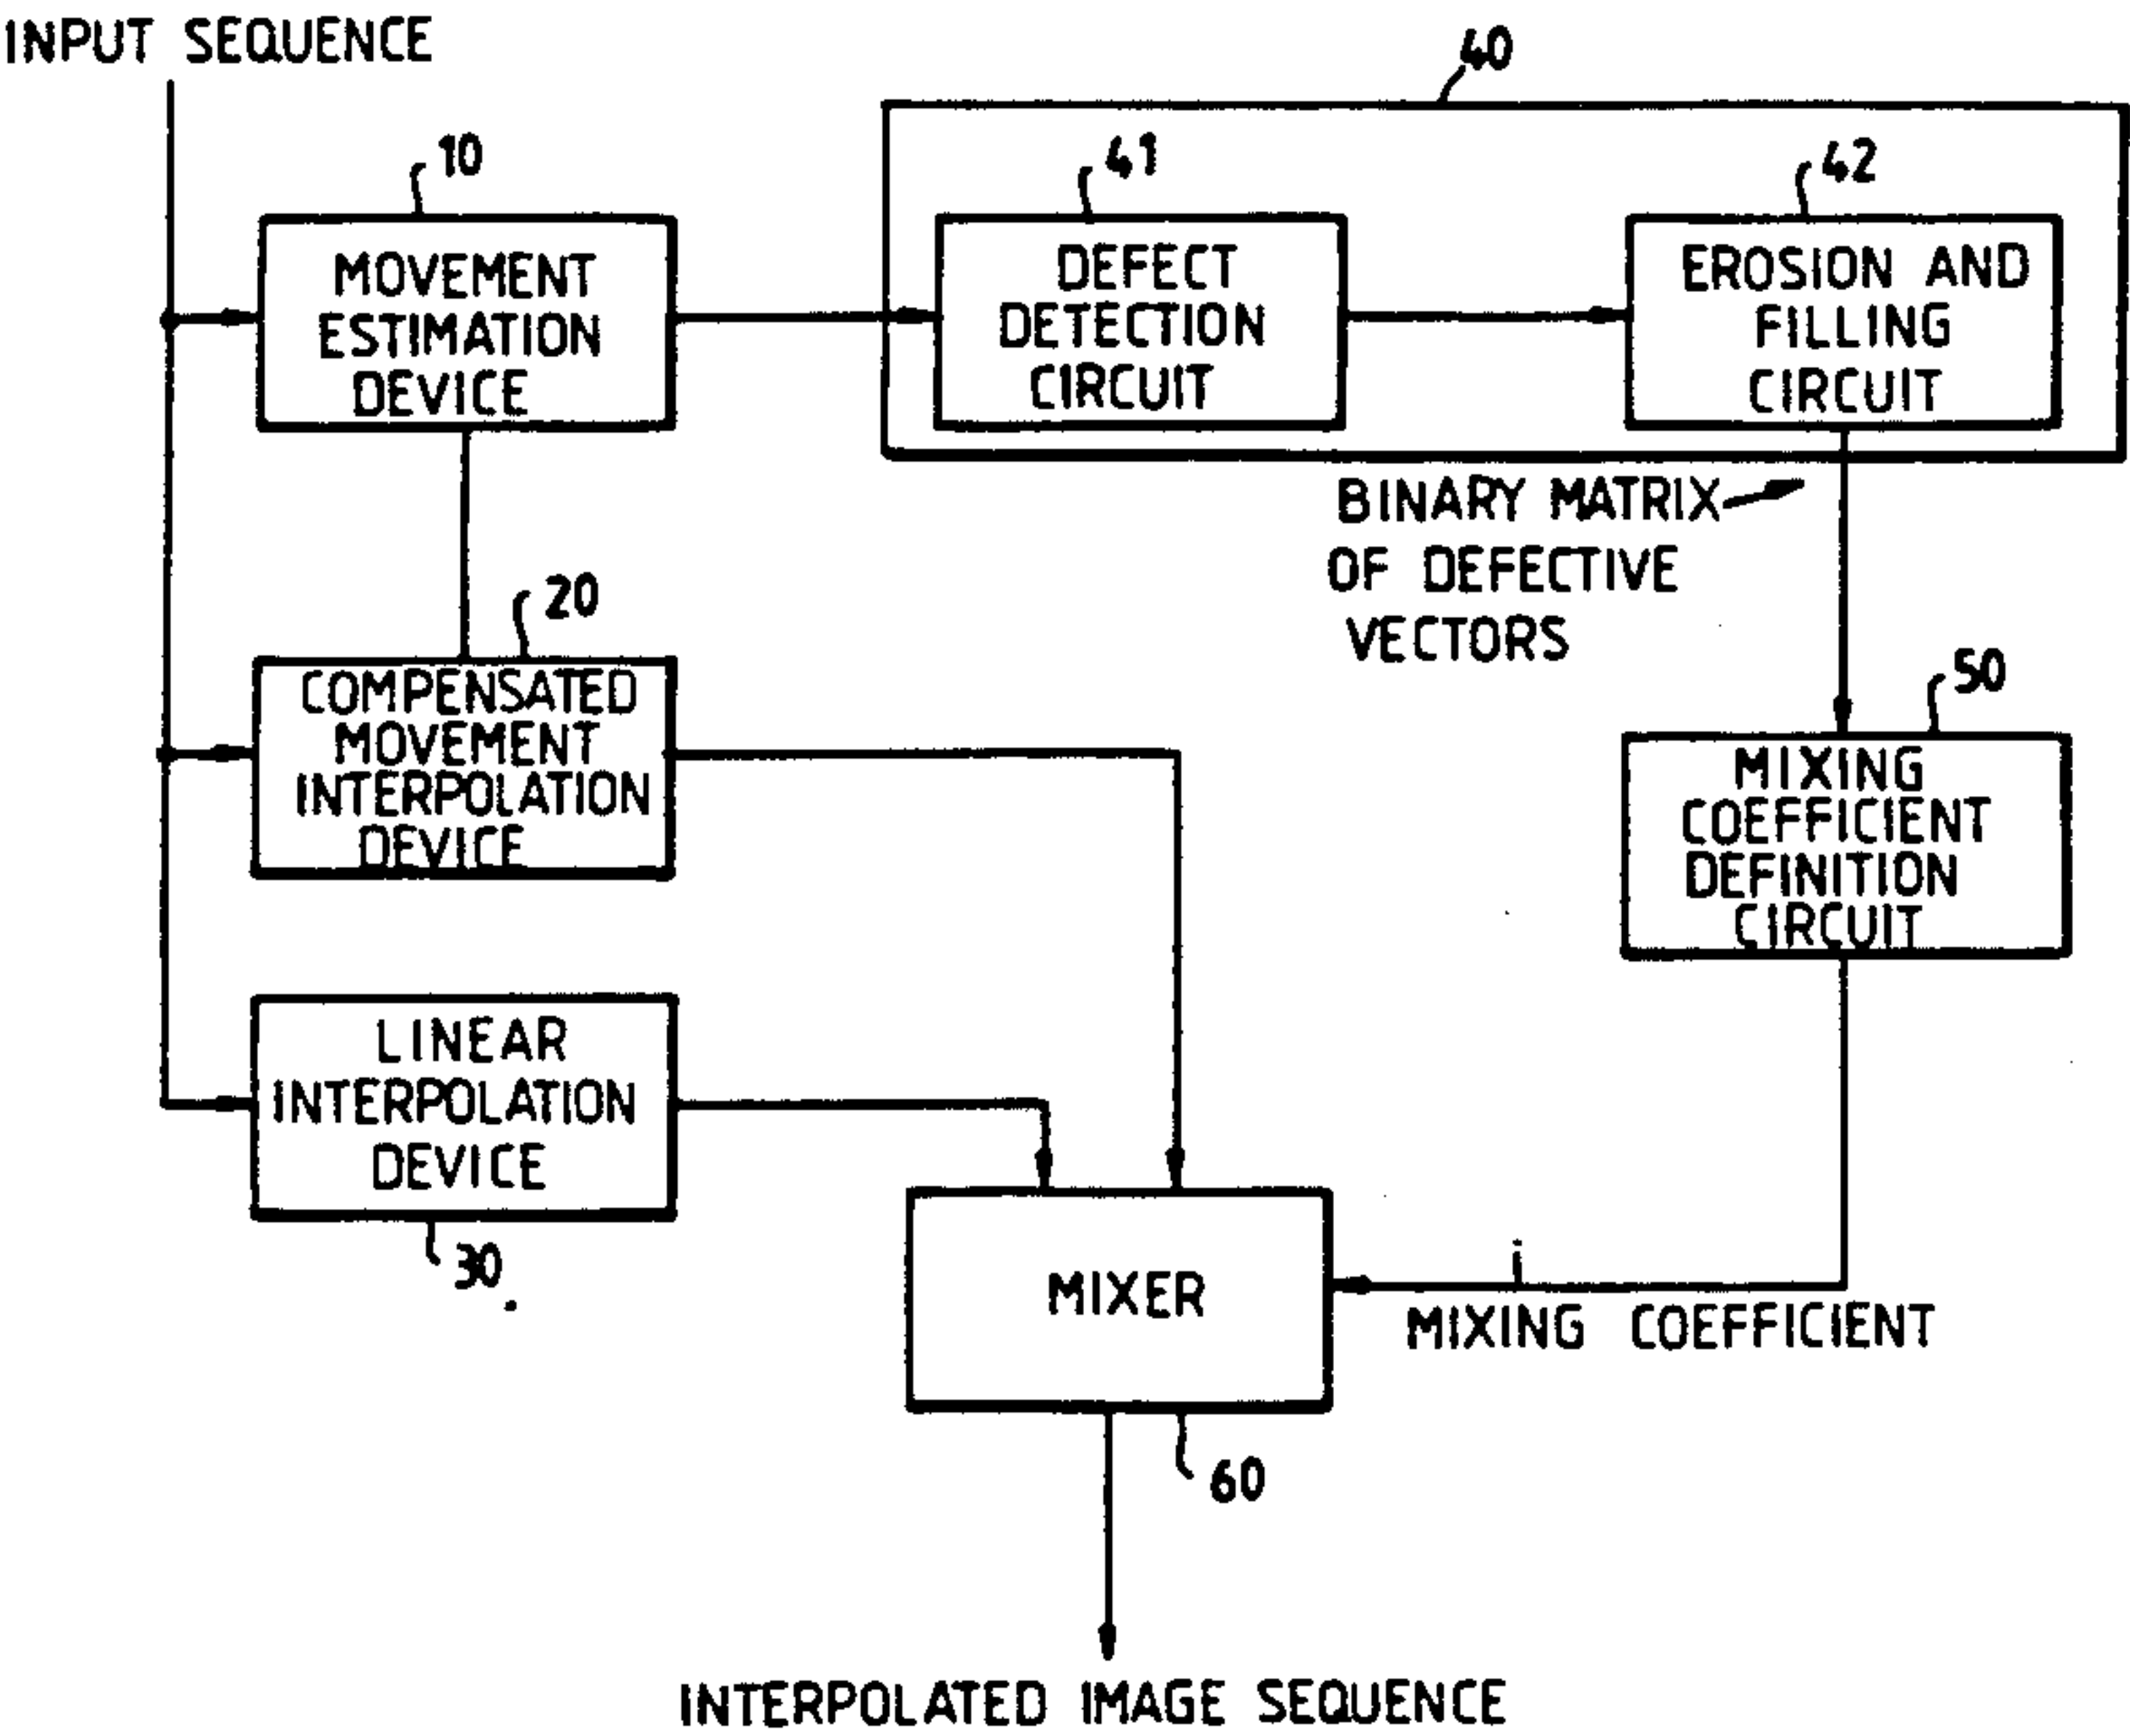 INPUT SEQUENCE
40
10
41
42
MOVEMENT
ESTIMATION
DEVICE
DEFECT
DETECTION
CIRCUIT
EROSION AND
FILLING
CIRCUIT
BINARY MATRIX
OF DEFECTIVE
VECTORS
20
COMPENSATED
MOVEMENT
INTERPOLATION
DEVICE
50
MIXING
COEFFICIENT
DEFINITION
CIRCUIT
LINEAR
INTERPOLATION
DEVICE
30
MIXER
MIXING COEFFICIENT
60
INTERPOLATED IMAGE SEQUENCE